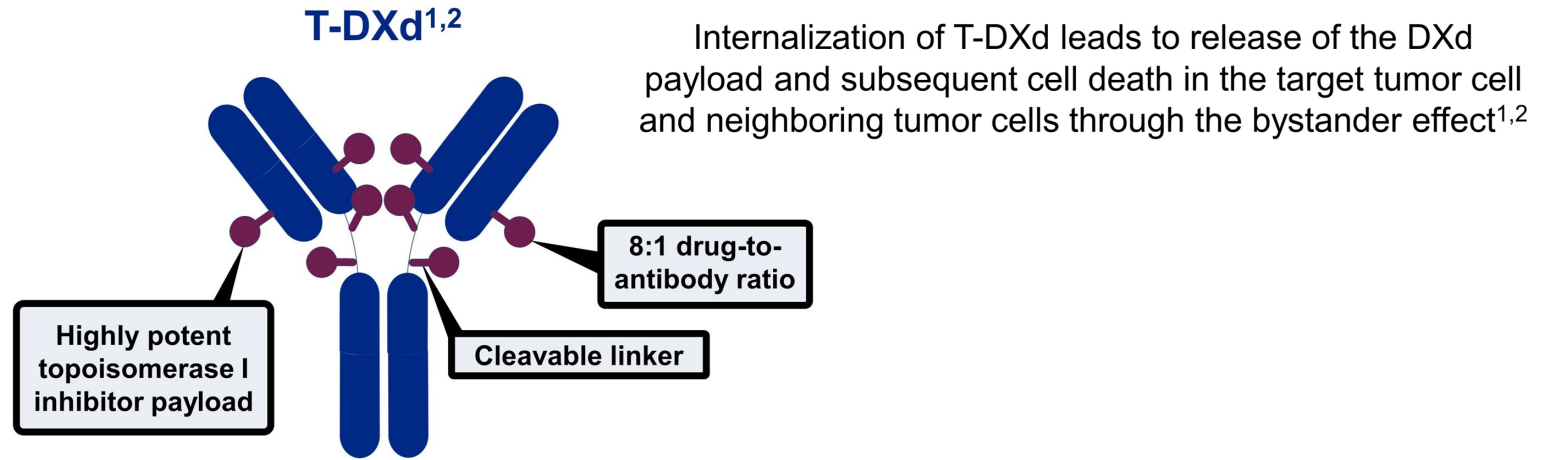 T-DXd1,2
Internalization of T-DXd leads to release of the DXd
payload and subsequent cell death in the target tumor cell
and neighboring tumor cells through the bystander effect1,2
8:1 drug-to-
antibody ratio
Cleavable linker
Highly potent
topoisomerase I
inhibitor payload